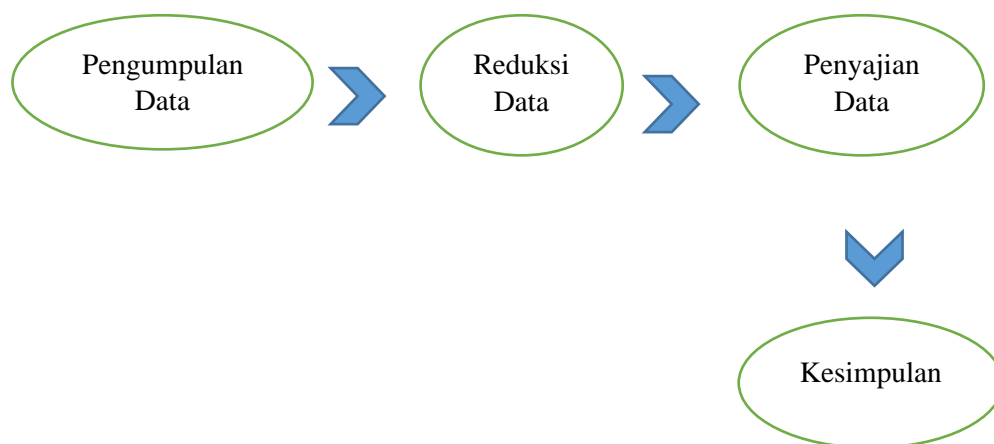 Pengumpulan
Data
Reduksi
Data
Penyajian
Data
Kesimpulan